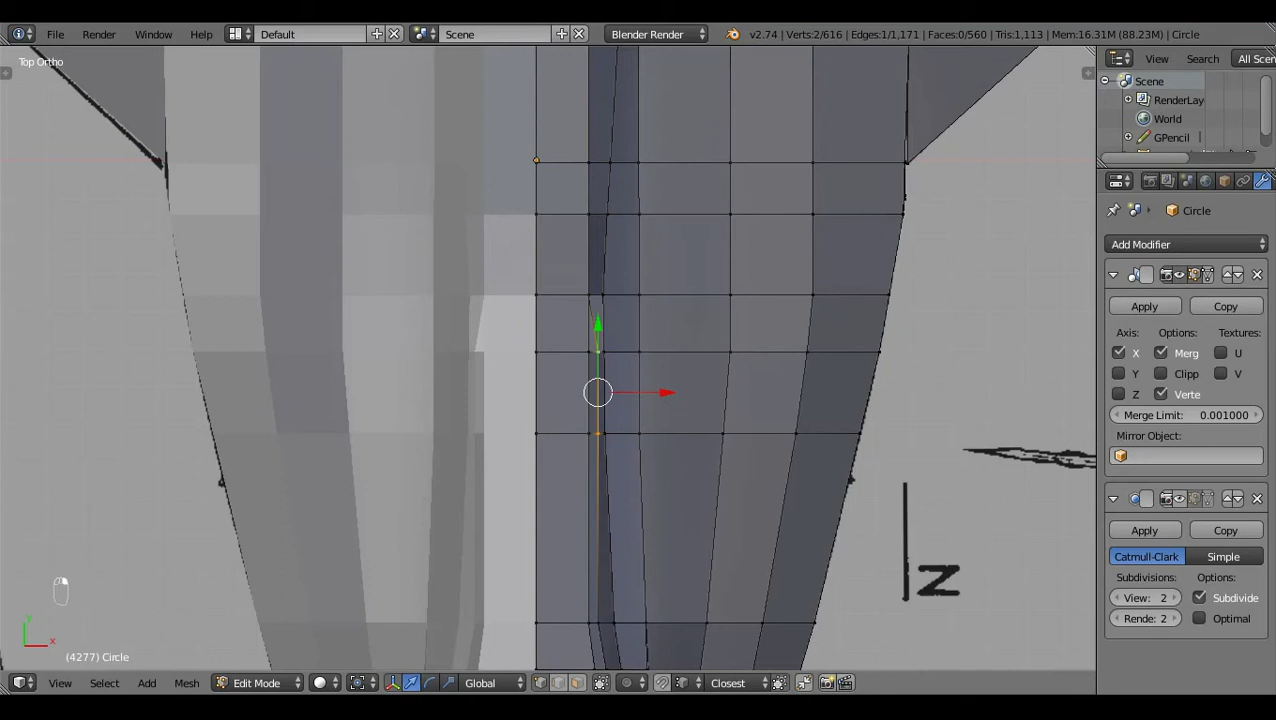 File Render Window Help Default Scene Blender Render v2.74 | Verts:2/616 | Edges:1/1,171 | Faces:0/560 | Tris:1,113 | Mem:16.31M (88.23M) | Circle
Top Ortho
View Search All Scen
Scene
RenderLay
World
GPencil
Circle
Add Modifier
Apply Copy
Axis: Options: Textures:
X Merg U
Y Clipp V
Z Verte
Merge Limit: 0.001000
Mirror Object:
Apply Copy
Catmull-Clark Simple
Subdivisions: Options:
View: 2 Subdivide
Rende: 2 Optimal
Z
y
x
(4277) Circle
View Select Add Mesh Edit Mode Global Closest